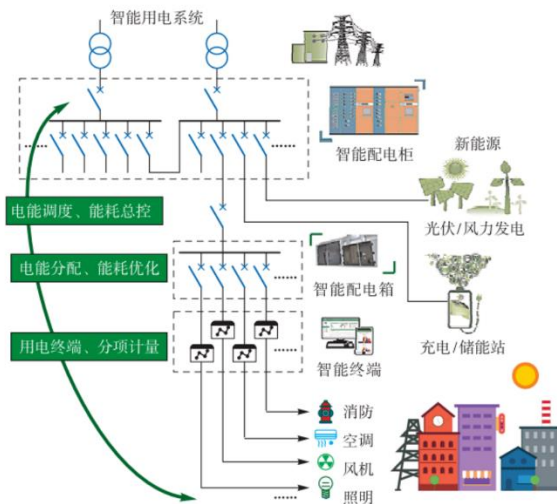 智能用电系统
智能配电柜
新能源
电能调度、能耗总控
光伏/风力发电
电能分配、能耗优化
智能配电箱
用电终端、分项计量
智能终端
充电/储能站
消防
空调
风机
照明